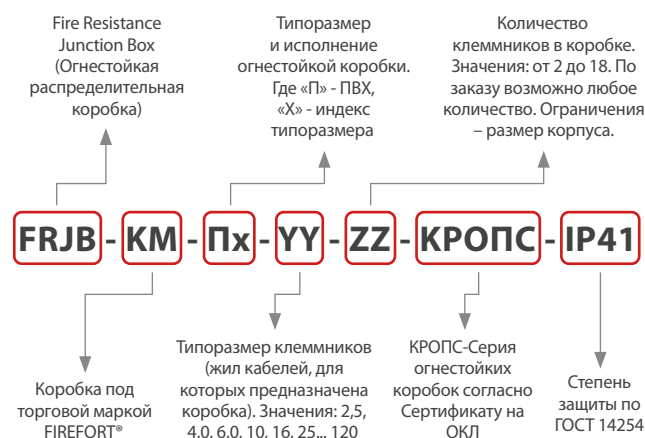 Fire Resistance
Junction Box
(Огнестойкая
распределительная
коробка)
Типоразмер
и исполнение
огнестойкой коробки.
Где «П» - ПВХ,
«Х» - индекс
типоразмера
Количество
клеммников в коробке.
Значения: от 2 до 18. По
заказу возможно любое
количество. Ограничения
– размер корпуса.
FRJB - КМ - Пх - YY - ZZ - КРОПС - IP41
Коробка под
торговой маркой
FIREFORT®
Типоразмер клеммников
(жил кабелей, для
которых предназначена
коробка). Значения: 2,5,
4,0, 6,0, 10, 16, 25... 120
КРОПС-Серия
огнестойких
коробок согласно
Сертификату на
ОКЛ
Степень
защиты по
ГОСТ 14254